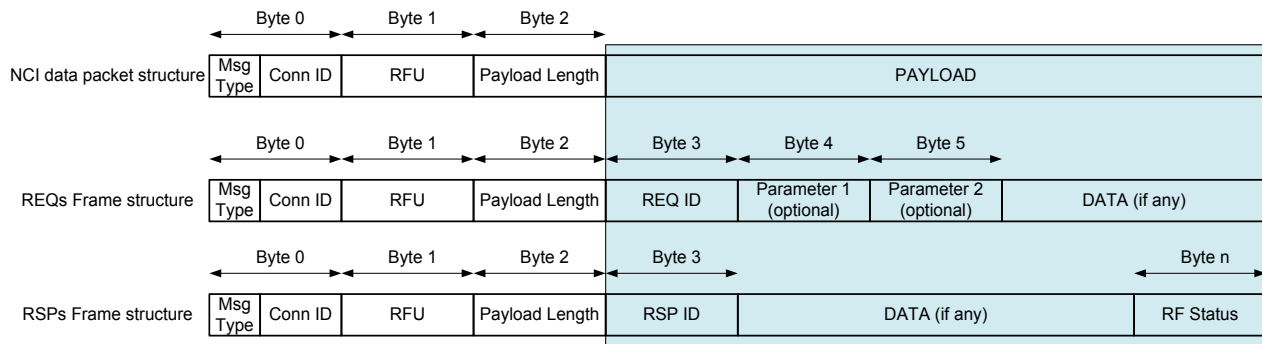 Byte 0 Byte 1 Byte 2
NCI data packet structure Msg Type Conn ID RFU Payload Length PAYLOAD
Byte 0 Byte 1 Byte 2 Byte 3 Byte 4 Byte 5
REQs Frame structure Msg Type Conn ID RFU Payload Length REQ ID Parameter 1 (optional) Parameter 2 (optional) DATA (if any)
Byte 0 Byte 1 Byte 2 Byte 3 Byte n
RSPs Frame structure Msg Type Conn ID RFU Payload Length RSP ID DATA (if any) RF Status